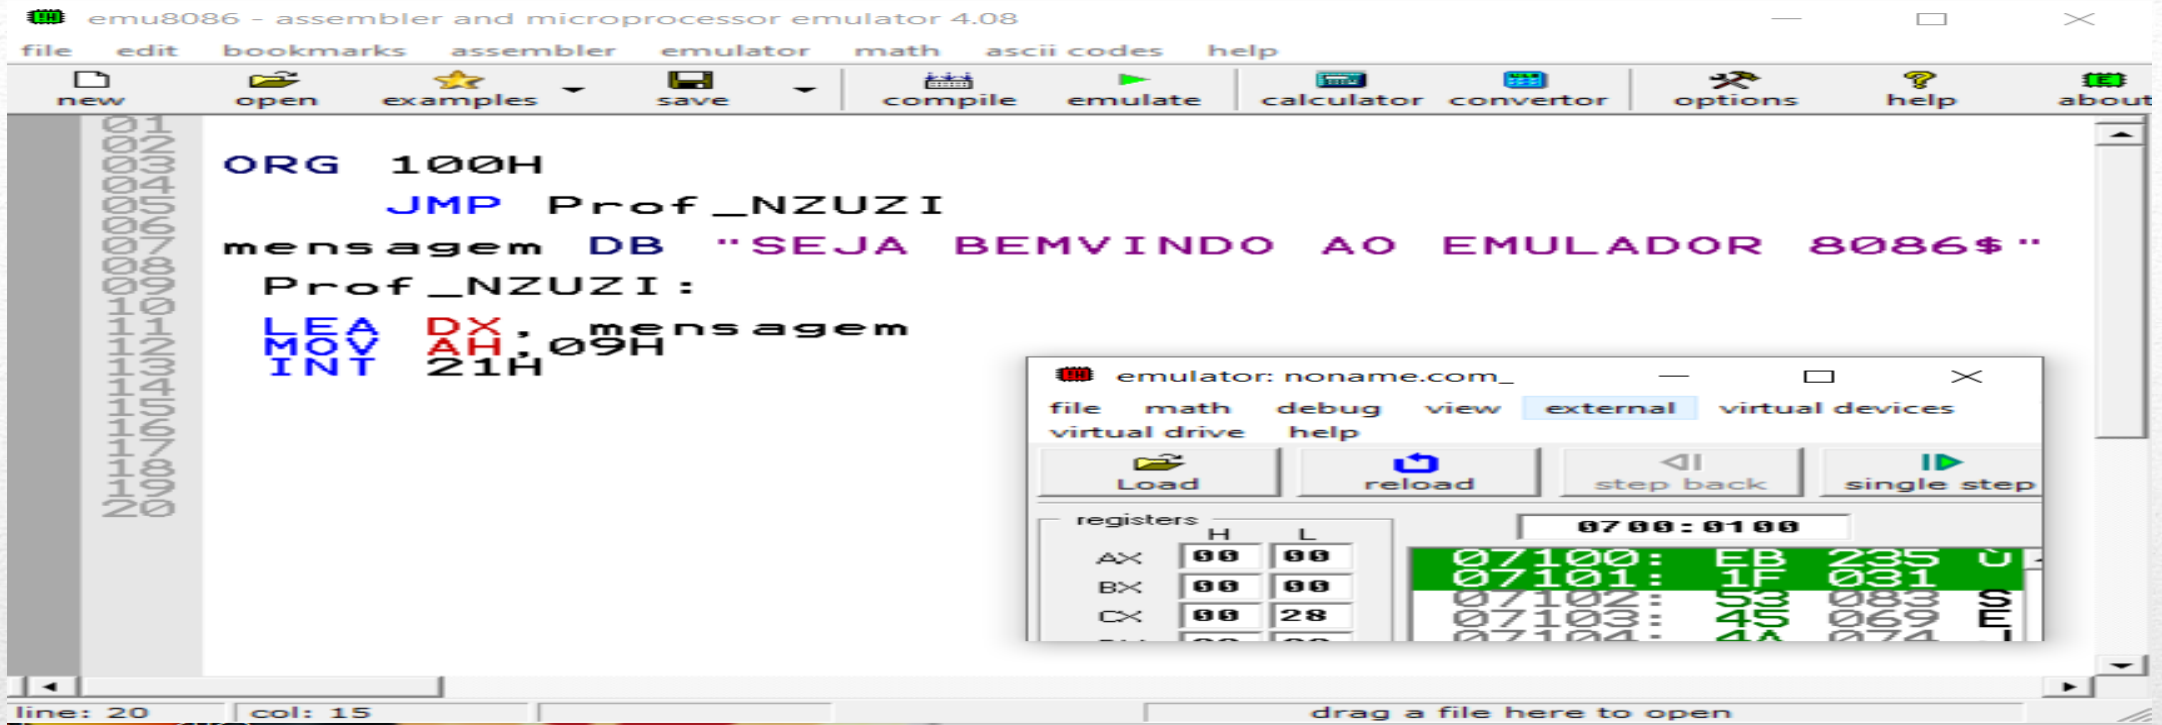 emu8086 - assembler and microprocessor emulator 4.08
file edit bookmarks assembler emulator math ascii codes help
new open examples save compile emulate calculator convertor options help about
01
02
03 ORG 100H
04
05 JMP Prof_NZUZI
06
07 mensagem DB "SEJA BEMVINDO AO EMULADOR 8086$"
08
09 Prof_NZUZI:
10
11 LEA DX, mensagem
12 MOV AH,09H
13 INT 21H
14
15
16
17
18
19
20
emulator: noname.com_
file math debug view external virtual devices
virtual drive help
Load reload step back single step
registers
H L
0700:0100
AX 00 00
BX 00 00
CX 00 28
07100: EB 235 Ù
07101: 1F 031
07102: 53 083 S
07103: 45 069 E
07104: 4A 074 J
line: 20 col: 15 drag a file here to open